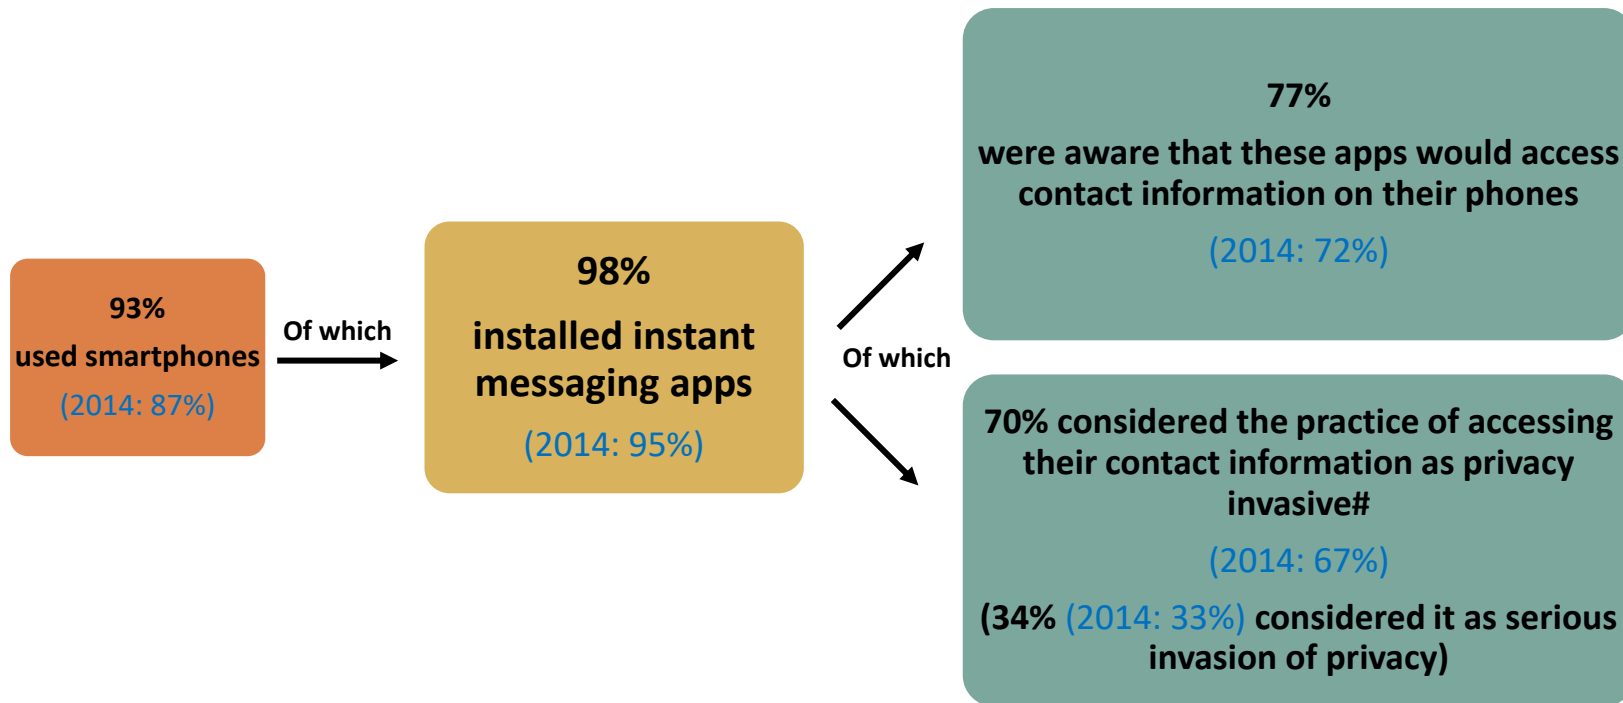 93%
used smartphones
(2014: 87%)
Of which
98%
installed instant
messaging apps
(2014: 95%)
Of which
77%
were aware that these apps would access
contact information on their phones
(2014: 72%)
70% considered the practice of accessing
their contact information as privacy
invasive#
(2014: 67%)
(34% (2014: 33%) considered it as serious
invasion of privacy)